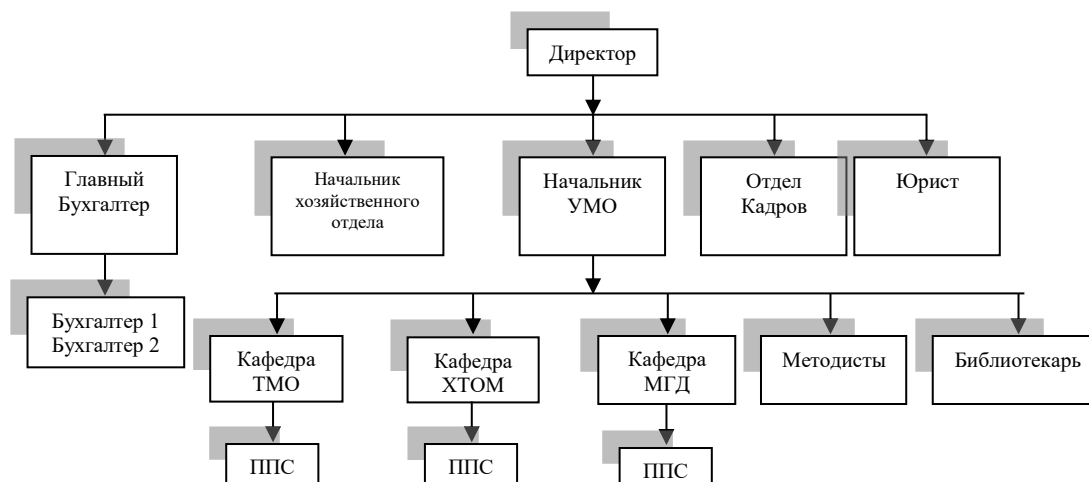 Директор
Главный
Бухгалтер
Начальник
хозяйственного
отдела
Начальник
УМО
Отдел
Кадров
Юрист
Бухгалтер 1
Бухгалтер 2
Кафедра
ТМО
Кафедра
ХТОМ
Кафедра
МГД
Методисты
Библиотекарь
ППС
ППС
ППС